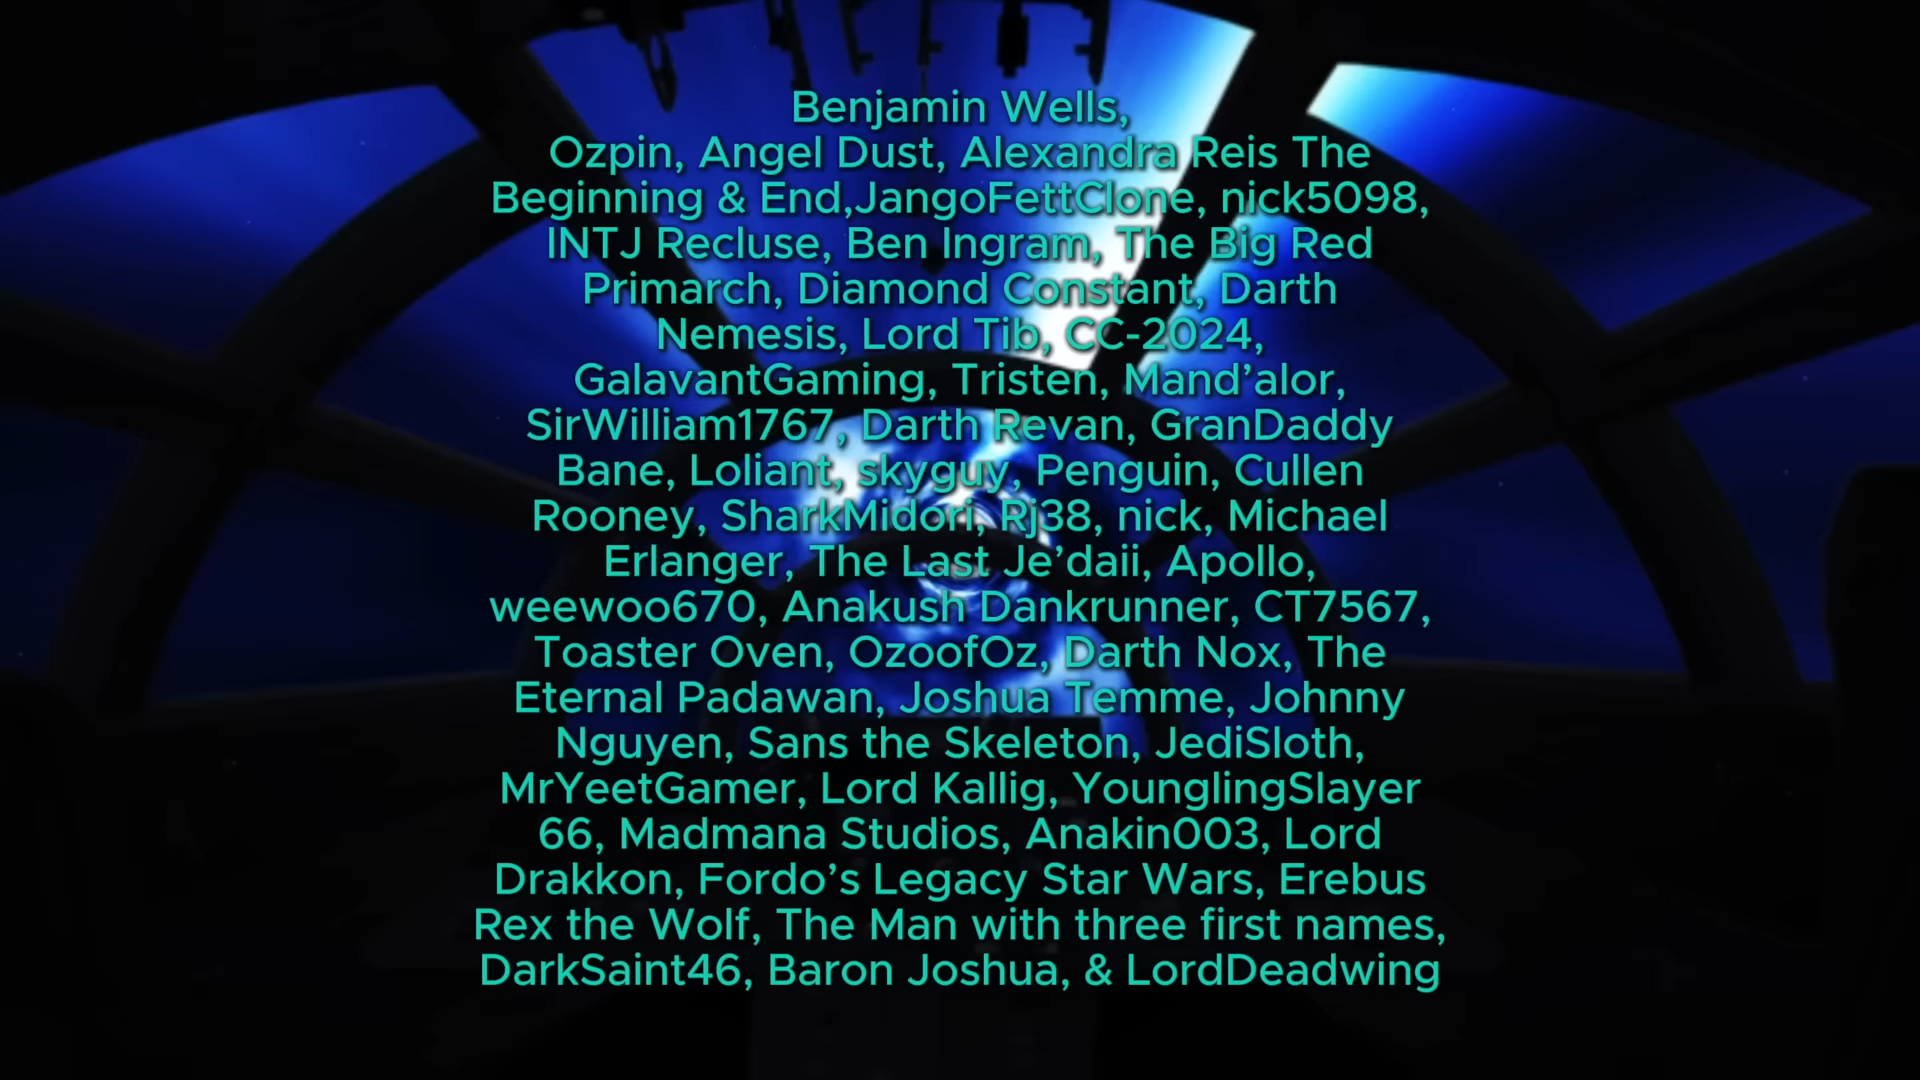 Benjamin Wells,
Ozpin, Angel Dust, Alexandra Reis The
Beginning & End,JangoFettClone, nick5098,
INTJ Recluse, Ben Ingram, The Big Red
Primarch, Diamond Constant, Darth
Nemesis, Lord Tib, CC-2024,
GalavantGaming, Tristen, Mand’alor,
SirWilliam1767, Darth Revan, GranDaddy
Bane, Loliant, skyguy, Penguin, Cullen
Rooney, SharkMidori, Rj38, nick, Michael
Erlanger, The Last Je’daii, Apollo,
weewoo670, Anakush Dankrunner, CT7567,
Toaster Oven, OzoofOz, Darth Nox, The
Eternal Padawan, Joshua Temme, Johnny
Nguyen, Sans the Skeleton, JediSloth,
MrYeetGamer, Lord Kallig, YounglingSlayer
66, Madmana Studios, Anakin003, Lord
Drakkon, Fordo’s Legacy Star Wars, Erebus
Rex the Wolf, The Man with three first names,
DarkSaint46, Baron Joshua, & LordDeadwing